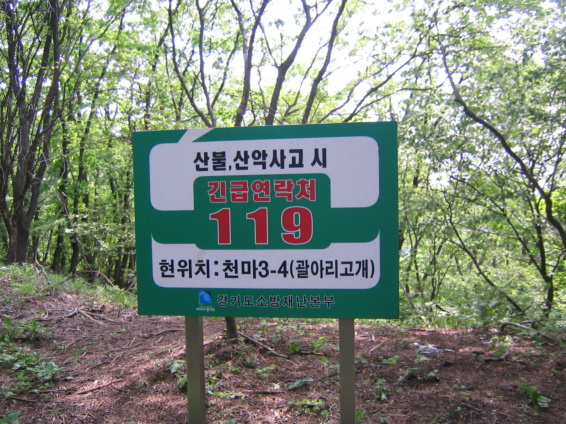 산불,산악사고 시
긴급연락처
119
현위치:천마3-4(괄아리고개)
경기도소방재난본부